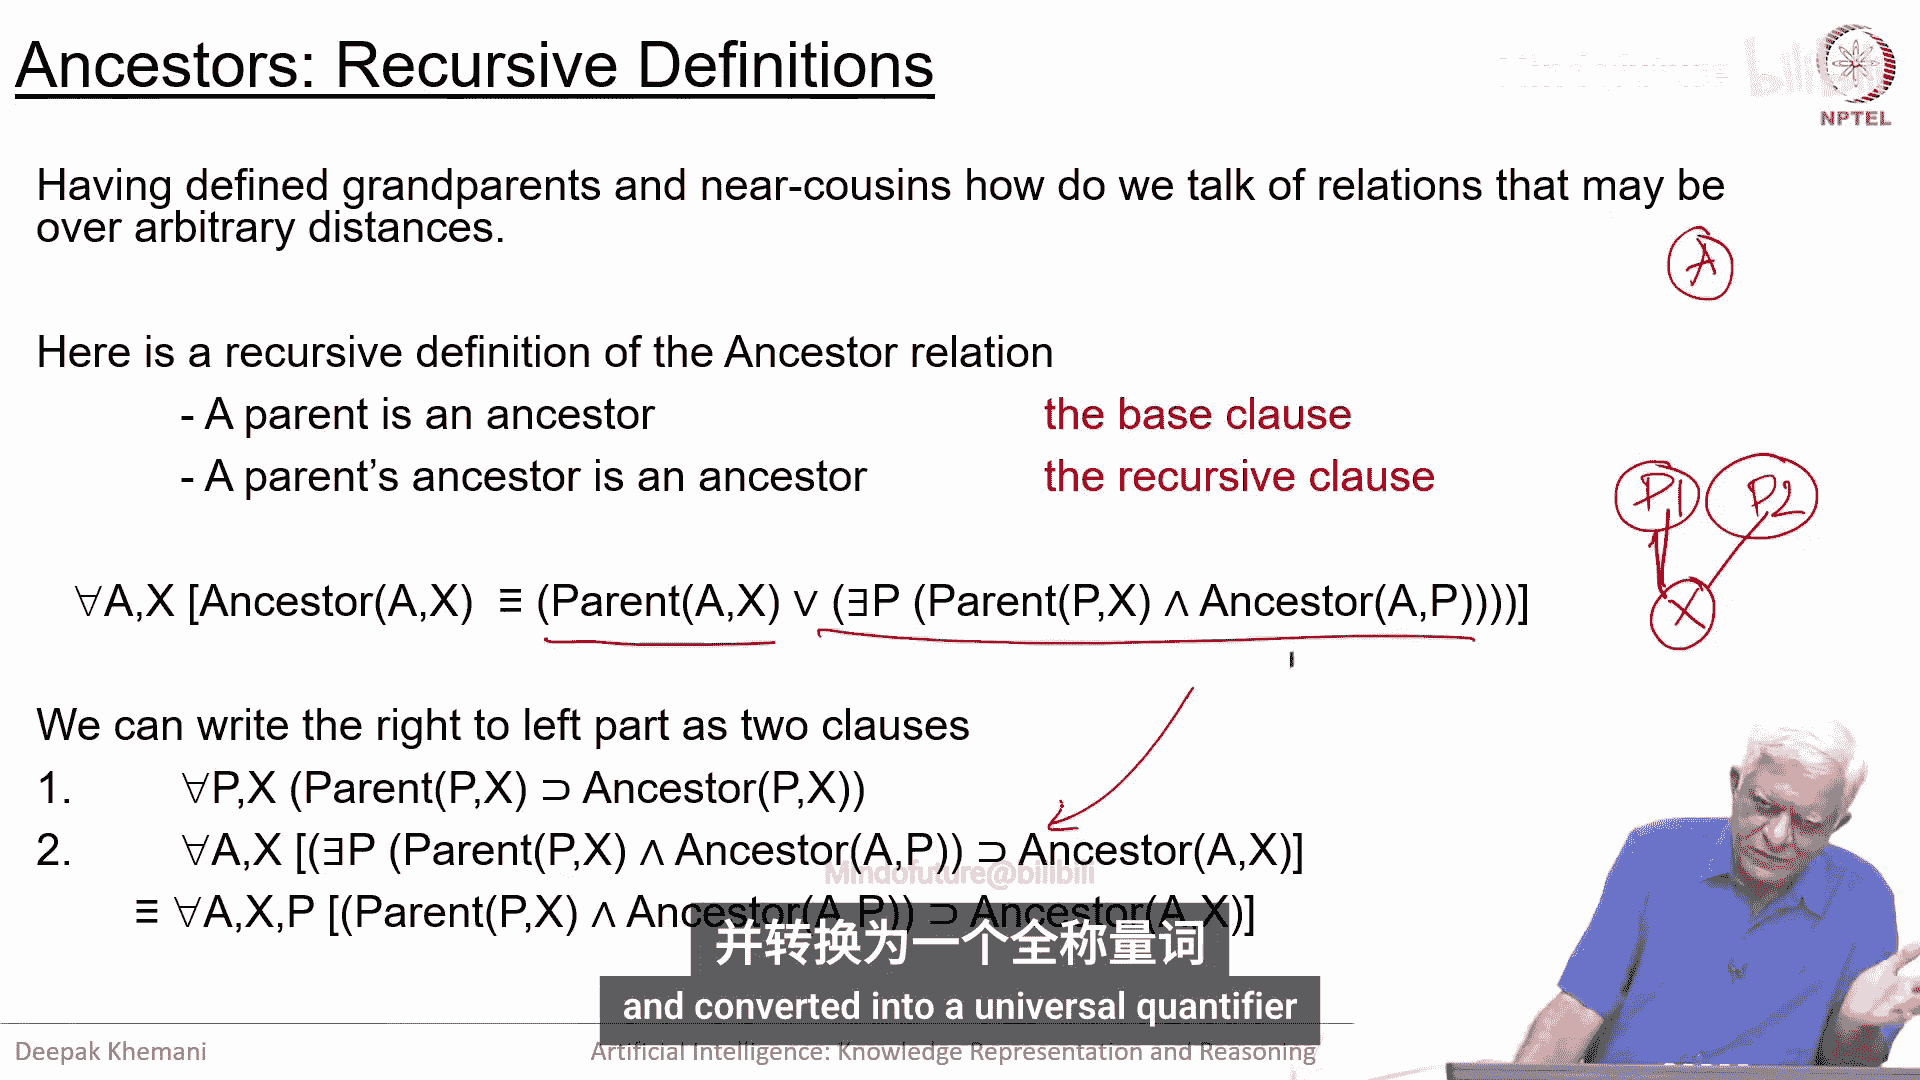 Ancestors: Recursive Definitions
NPTEL
Having defined grandparents and near-cousins how do we talk of relations that may be
over arbitrary distances.
A
Here is a recursive definition of the Ancestor relation
- A parent is an ancestor the base clause
- A parent’s ancestor is an ancestor the recursive clause
P1 P2
∀A,X [Ancestor(A,X) ≡ (Parent(A,X) ∨ (∃P (Parent(P,X) ∧ Ancestor(A,P))))]
X
We can write the right to left part as two clauses
1. ∀P,X (Parent(P,X) ⊃ Ancestor(P,X))
2. ∀A,X [(∃P (Parent(P,X) ∧ Ancestor(A,P)) ⊃ Ancestor(A,X)]
Mindofuture@bilibili
≡ ∀A,X,P [(Parent(P,X) ∧ Ancestor(A,P)) ⊃ Ancestor(A,X)]
并转换为一个全称量词
and converted into a universal quantifier
Deepak Khemani Artificial Intelligence: Knowledge Representation and Reasoning